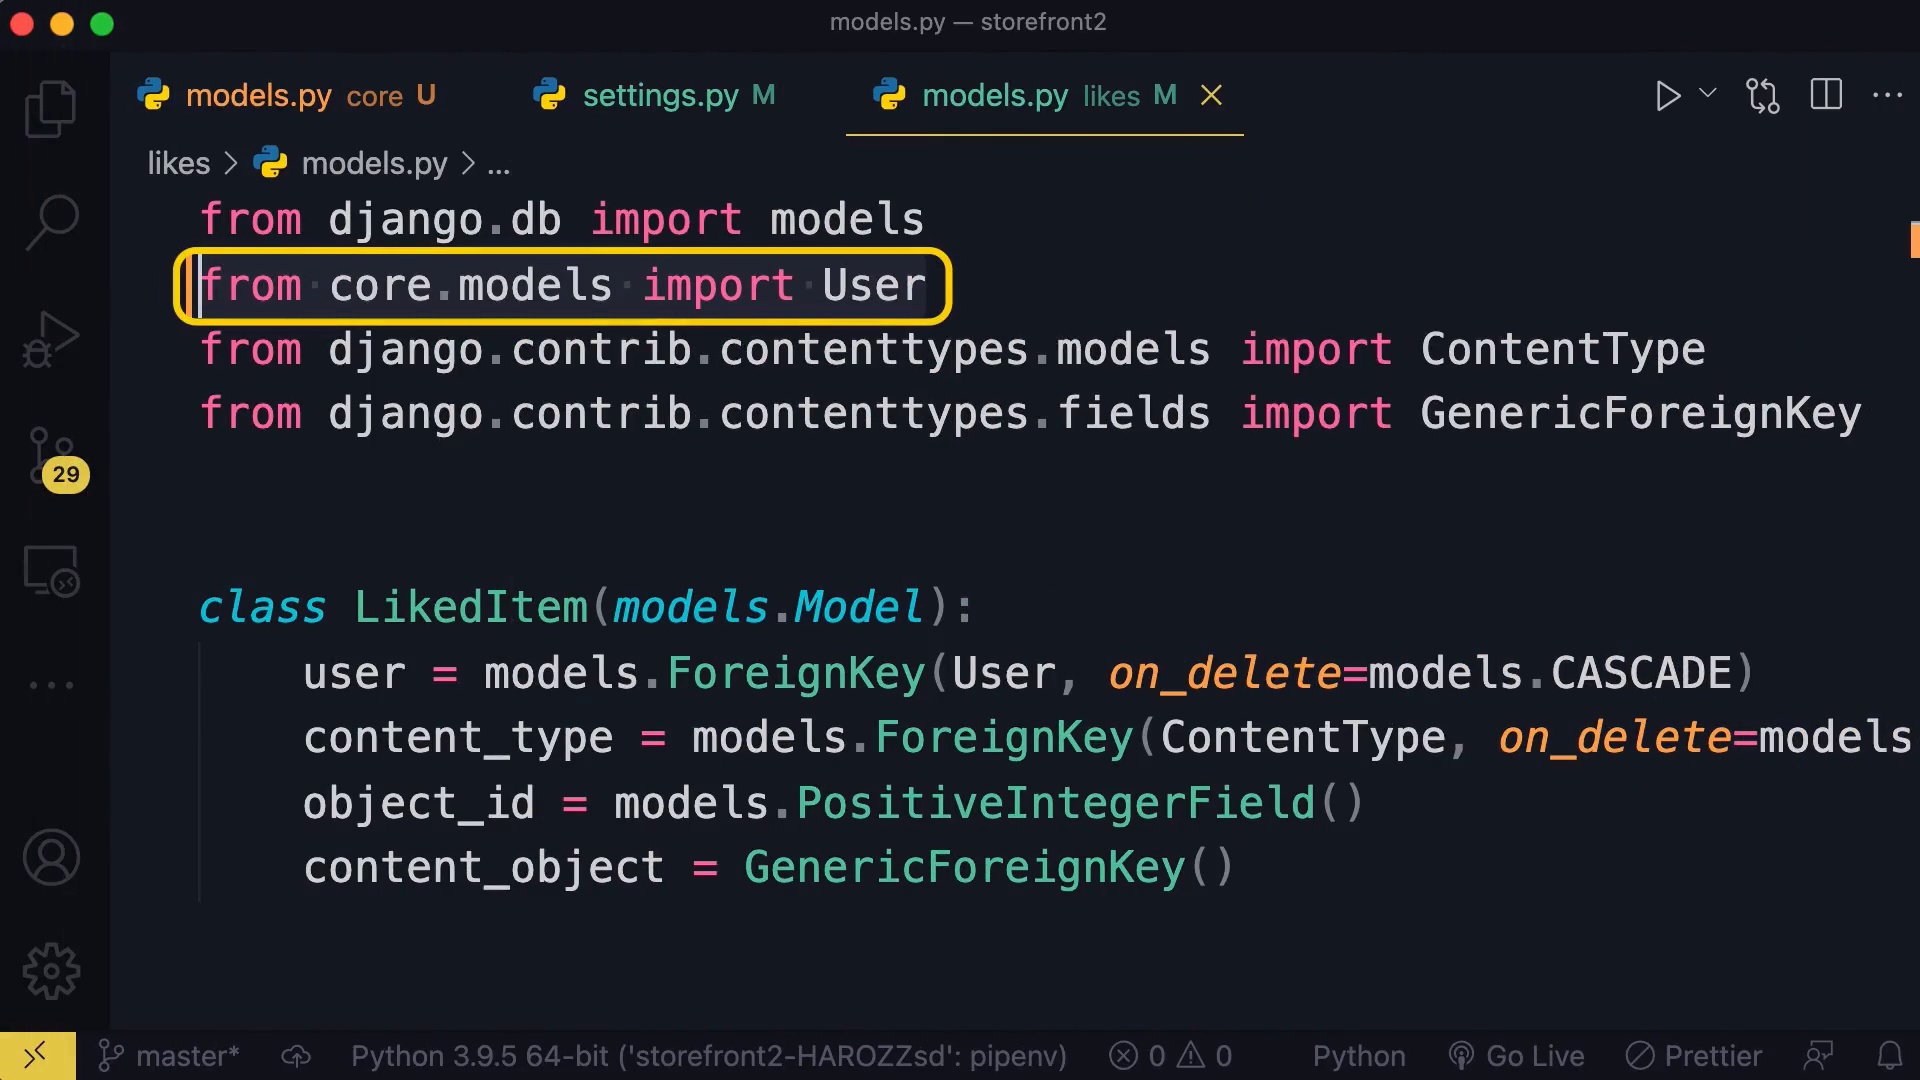 models.py — storefront2
models.py core U settings.py M models.py likes M
likes > models.py > ...
from django.db import models
from core.models import User
from django.contrib.contenttypes.models import ContentType
from django.contrib.contenttypes.fields import GenericForeignKey
class LikedItem(models.Model):
user = models.ForeignKey(User, on_delete=models.CASCADE)
content_type = models.ForeignKey(ContentType, on_delete=models
object_id = models.PositiveIntegerField()
content_object = GenericForeignKey()
29
master* Python 3.9.5 64-bit ('storefront2-HAROZZsd': pipenv) 0 0 Python Go Live Prettier